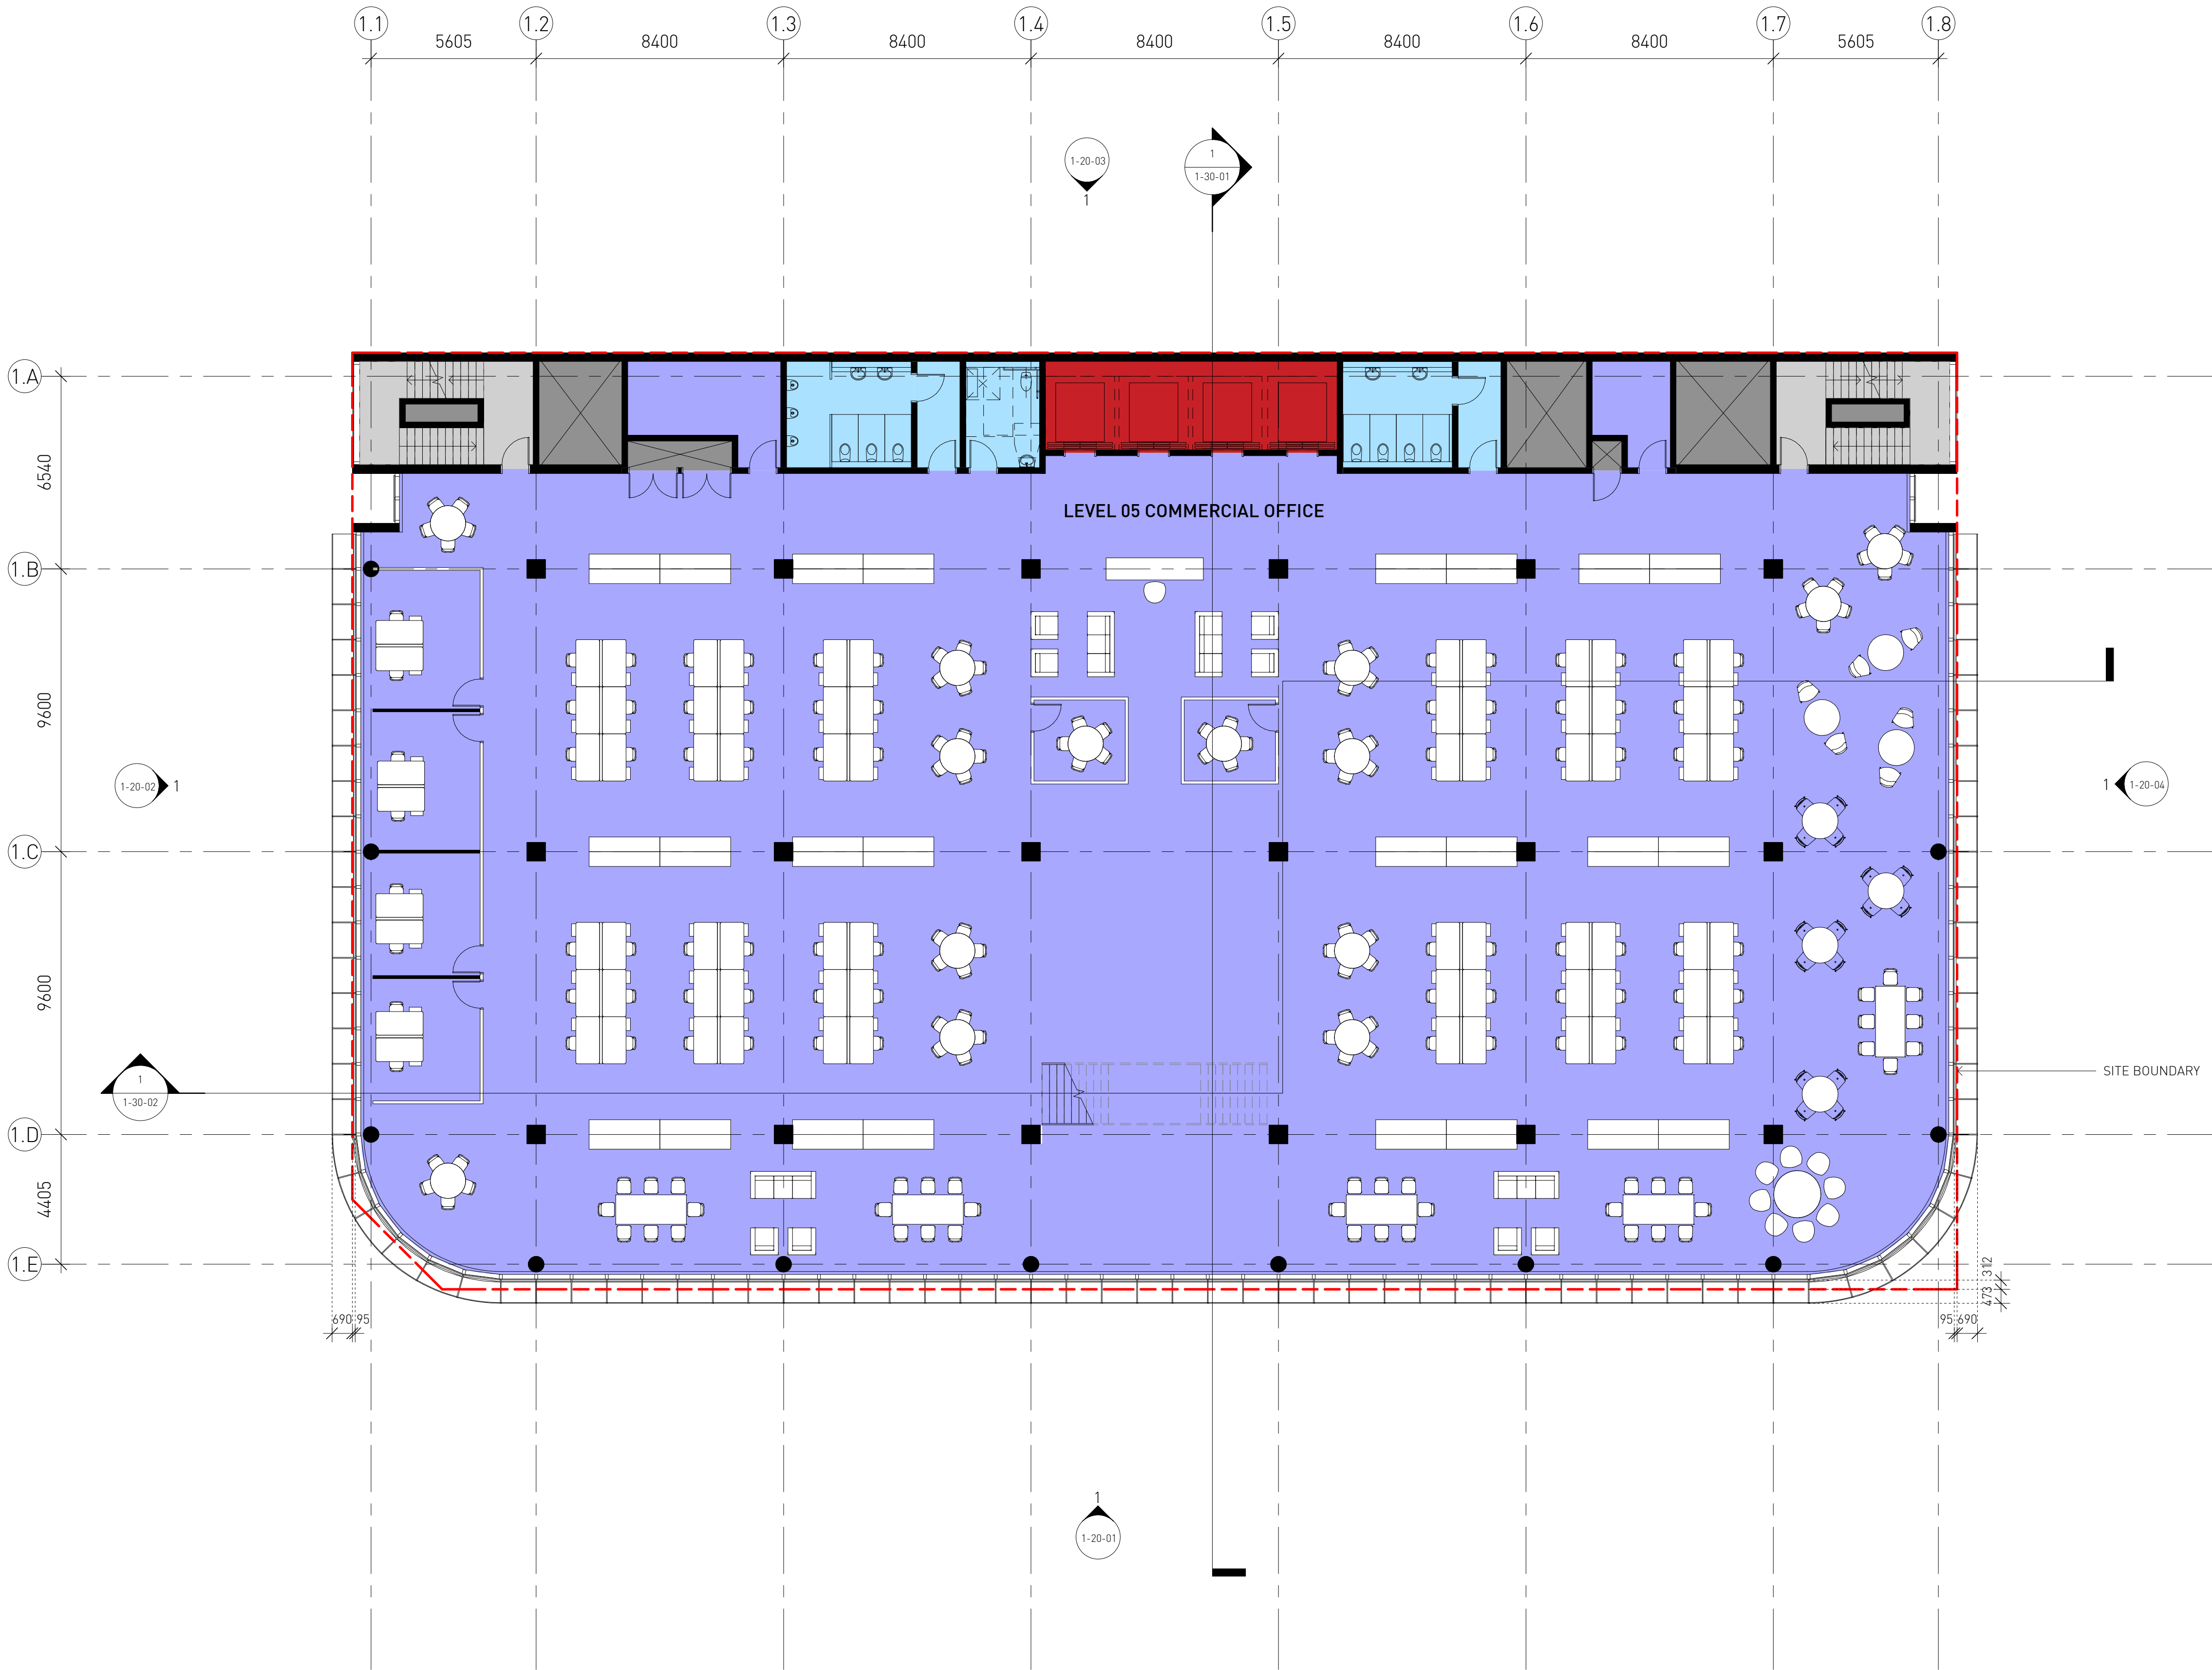 1.1 1.2 1.3 1.4 1.5 1.6 1.7 1.8
5605 8400 8400 8400 8400 8400 5605
1-20-03
1
1
1-30-01
1.A
6540
LEVEL 05 COMMERCIAL OFFICE
1.B
9600
1-20-02 1
1 1-20-04
1.C
9600
1
1-30-02
SITE BOUNDARY
1.D
4405
1.E
312
473
690 95
95 690
1
1-20-01